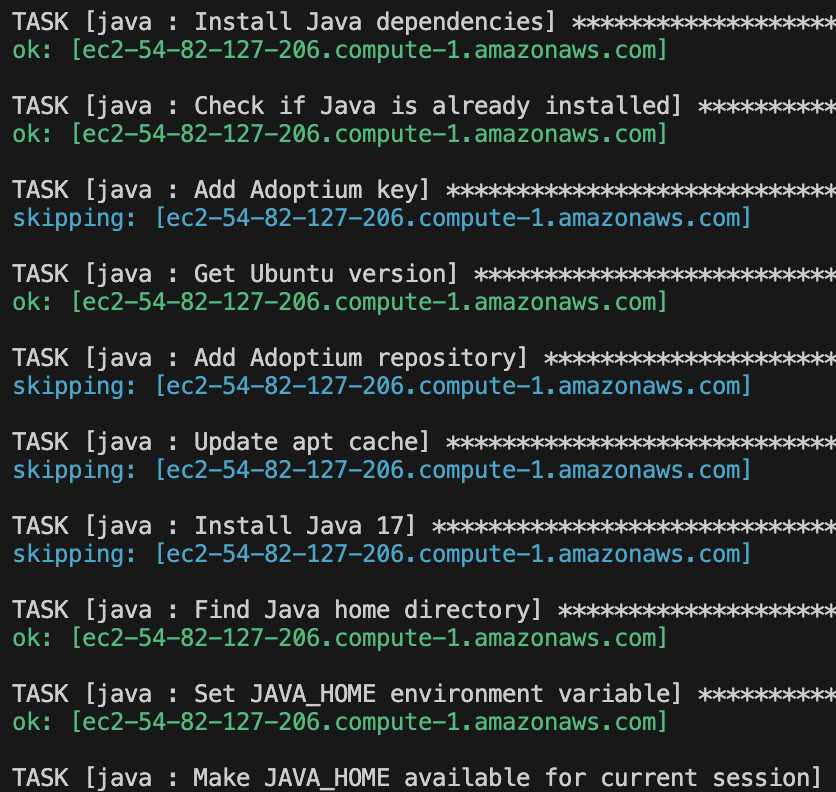 TASK [java : Install Java dependencies] *******************
ok: [ec2-54-82-127-206.compute-1.amazonaws.com]
TASK [java : Check if Java is already installed] **********
ok: [ec2-54-82-127-206.compute-1.amazonaws.com]
TASK [java : Add Adoptium key] ****************************
skipping: [ec2-54-82-127-206.compute-1.amazonaws.com]
TASK [java : Get Ubuntu version] **************************
ok: [ec2-54-82-127-206.compute-1.amazonaws.com]
TASK [java : Add Adoptium repository] *********************
skipping: [ec2-54-82-127-206.compute-1.amazonaws.com]
TASK [java : Update apt cache] ****************************
skipping: [ec2-54-82-127-206.compute-1.amazonaws.com]
TASK [java : Install Java 17] *****************************
skipping: [ec2-54-82-127-206.compute-1.amazonaws.com]
TASK [java : Find Java home directory] ********************
ok: [ec2-54-82-127-206.compute-1.amazonaws.com]
TASK [java : Set JAVA_HOME environment variable] **********
ok: [ec2-54-82-127-206.compute-1.amazonaws.com]
TASK [java : Make JAVA_HOME available for current session]